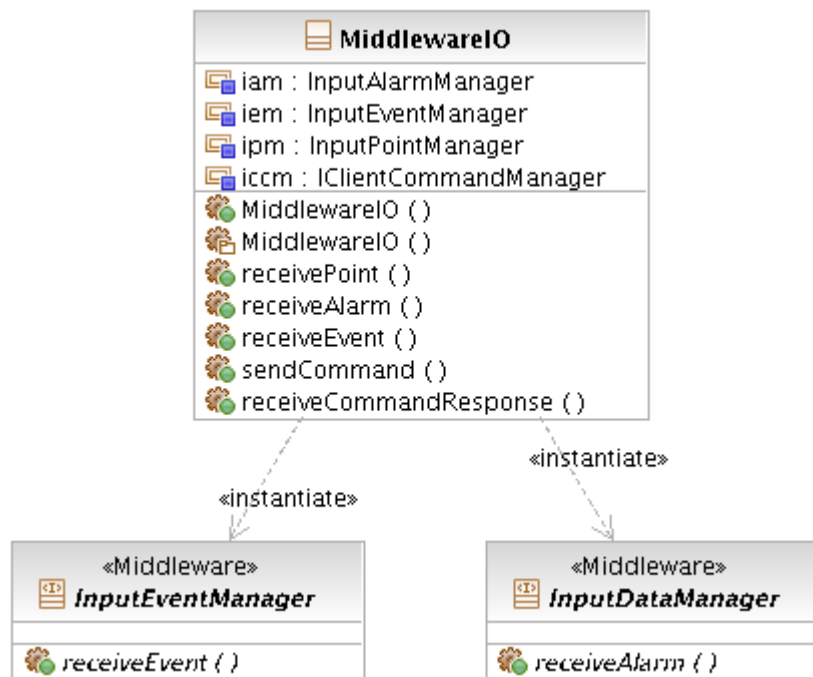 MiddlewareIO
iam : InputAlarmManager
iem : InputEventManager
ipm : InputPointManager
iccm : IClientCommandManager
MiddlewareIO ( )
MiddlewareIO ( )
receivePoint ( )
receiveAlarm ( )
receiveEvent ( )
sendCommand ( )
receiveCommandResponse ( )
«instantiate»
«instantiate»
«Middleware»
InputEventManager
receiveEvent ( )
«Middleware»
InputDataManager
receiveAlarm ( )